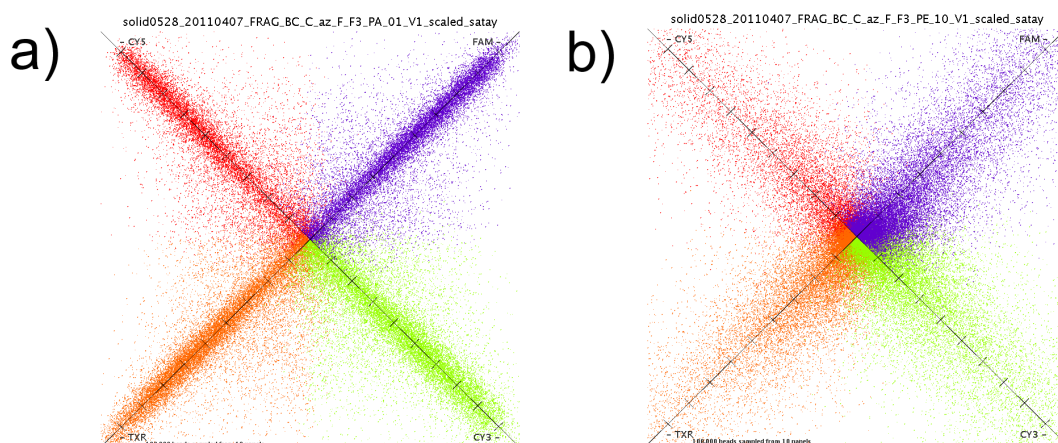 a)
solid0528_20110407_FRAG_BC_C_az_F_F3_PA_01_V1_scaled_satay
- CY5
FAM -
- TXR
CY3 -
b)
solid0528_20110407_FRAG_BC_C_az_F_F3_PE_10_V1_scaled_satay
- CY5
FAM -
- TXR
100,000 beads sampled from 10 panels
CY3 -